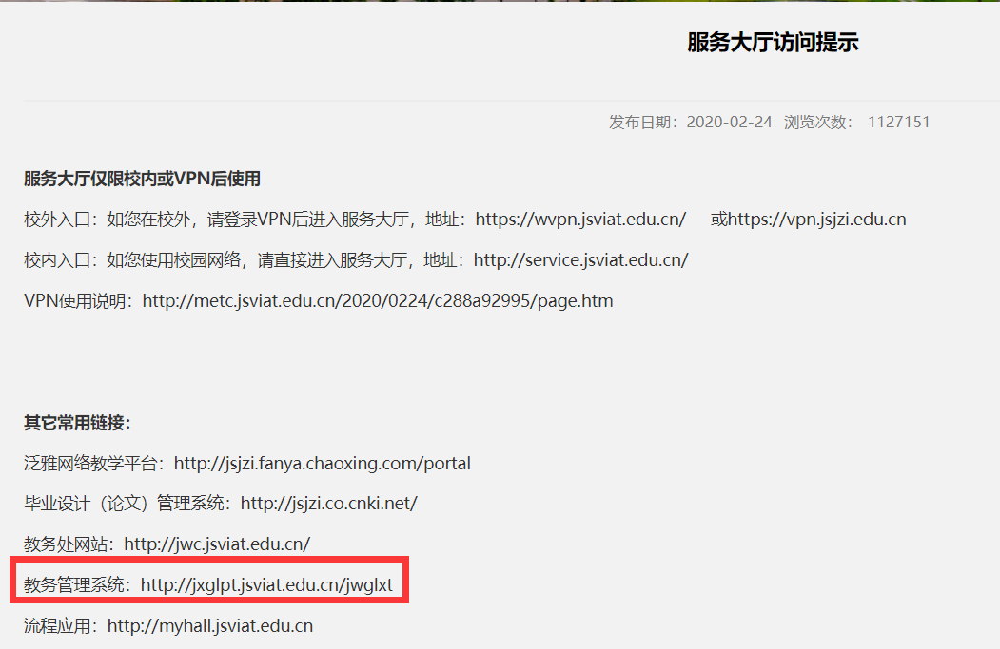 服务大厅访问提示
发布日期：2020-02-24 浏览次数： 1127151
服务大厅仅限校内或VPN后使用
校外入口：如您在校外，请登录VPN后进入服务大厅，地址：https://wvpn.jsviat.edu.cn/ 或https://vpn.jsjzi.edu.cn
校内入口：如您使用校园网络，请直接进入服务大厅，地址：http://service.jsviat.edu.cn/
VPN使用说明：http://metc.jsviat.edu.cn/2020/0224/c288a92995/page.htm
其它常用链接：
泛雅网络教学平台：http://jsjzi.fanya.chaoxing.com/portal
毕业设计（论文）管理系统：http://jsjzi.co.cnki.net/
教务处网站：http://jwc.jsviat.edu.cn/
教务管理系统：http://jxglpt.jsviat.edu.cn/jwglxt
流程应用：http://myhall.jsviat.edu.cn